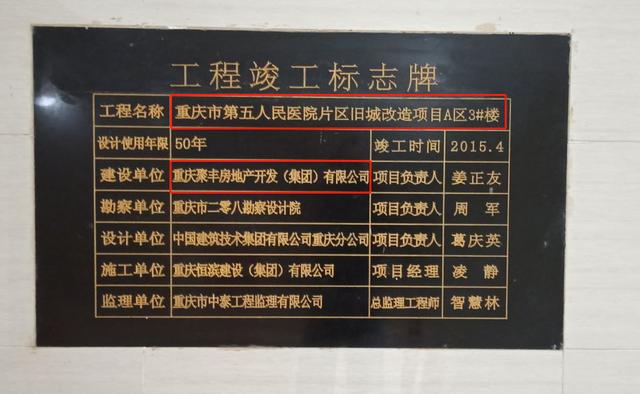 工程竣工标志牌
工程名称 重庆市第五人民医院片区旧城改造项目A区3#楼
设计使用年限 50年 竣工时间 2015.4
建设单位 重庆聚丰房地产开发（集团）有限公司 项目负责人 姜正友
勘察单位 重庆市二零八勘察设计院 项目负责人 周军
设计单位 中国建筑技术集团有限公司重庆分公司 项目负责人 葛庆英
施工单位 重庆恒滨建设（集团）有限公司 项目经理 凌静
监理单位 重庆市中泰工程监理有限公司 总监理工程师 智慧林